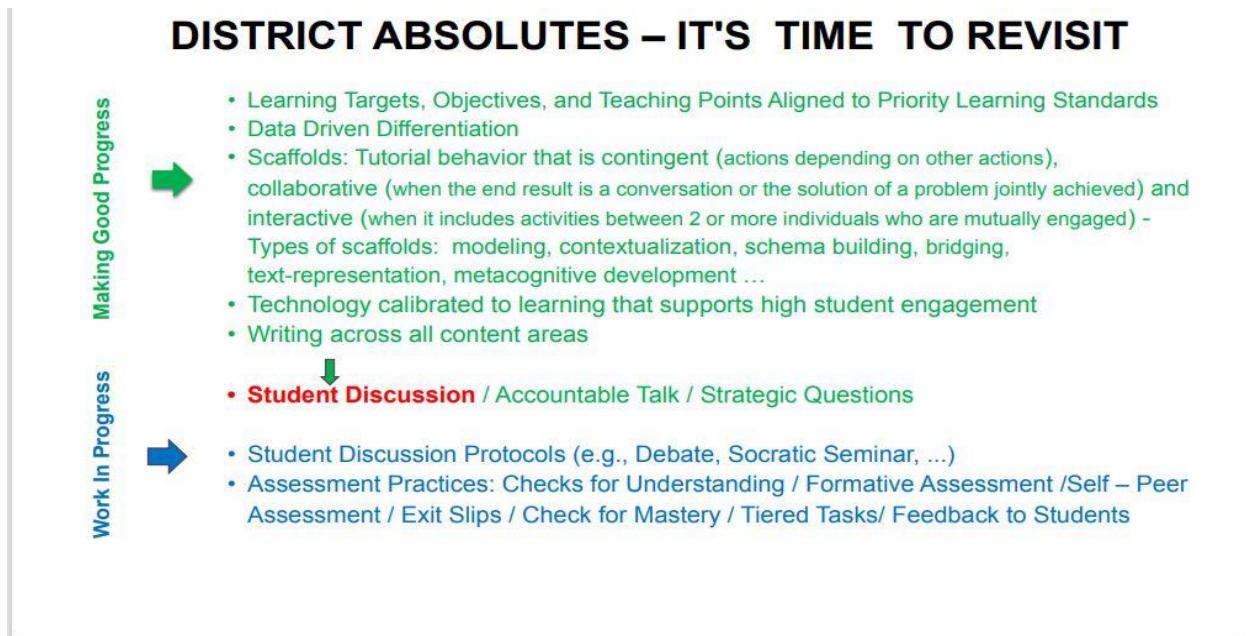 DISTRICT ABSOLUTES – IT'S TIME TO REVISIT
Making Good Progress
• Learning Targets, Objectives, and Teaching Points Aligned to Priority Learning Standards
• Data Driven Differentiation
• Scaffolds: Tutorial behavior that is contingent (actions depending on other actions),
collaborative (when the end result is a conversation or the solution of a problem jointly achieved) and
interactive (when it includes activities between 2 or more individuals who are mutually engaged) -
Types of scaffolds: modeling, contextualization, schema building, bridging,
text-representation, metacognitive development …
• Technology calibrated to learning that supports high student engagement
• Writing across all content areas
• Student Discussion / Accountable Talk / Strategic Questions
Work In Progress
• Student Discussion Protocols (e.g., Debate, Socratic Seminar, ...)
• Assessment Practices: Checks for Understanding / Formative Assessment /Self – Peer
Assessment / Exit Slips / Check for Mastery / Tiered Tasks/ Feedback to Students